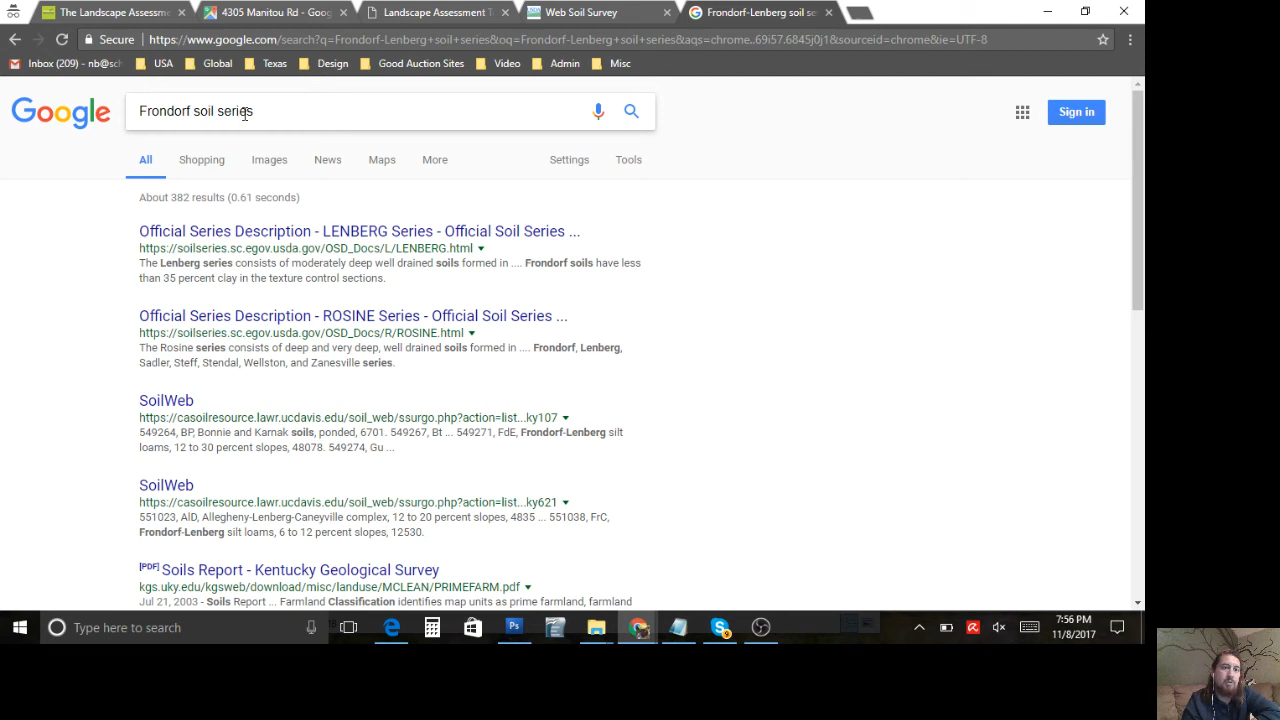 The Landscape Assessm
4305 Manitou Rd - Goog
Landscape Assessment T
Web Soil Survey
Frondorf-Lenberg soil se
Secure
https://www.google.com/search?q=Frondorf-Lenberg+soil+series&oq=Frondorf-Lenberg+soil+series&aqs=chrome..69i57.6845j0j1&sourceid=chrome&ie=UTF-8
Inbox (209) - nb@sch
USA
Global
Texas
Design
Good Auction Sites
Video
Admin
Misc
Google
Frondorf soil series
Sign in
All
Shopping
Images
News
Maps
More
Settings
Tools
About 382 results (0.61 seconds)
Official Series Description - LENBERG Series - Official Soil Series ...
https://soilseries.sc.egov.usda.gov/OSD_Docs/L/LENBERG.html
The Lenberg series consists of moderately deep well drained soils formed in .... Frondorf soils have less
than 35 percent clay in the texture control sections.
Official Series Description - ROSINE Series - Official Soil Series ...
https://soilseries.sc.egov.usda.gov/OSD_Docs/R/ROSINE.html
The Rosine series consists of deep and very deep, well drained soils formed in .... Frondorf, Lenberg,
Sadler, Steff, Stendal, Wellston, and Zanesville series.
SoilWeb
https://casoilresource.lawr.ucdavis.edu/soil_web/ssurgo.php?action=list...ky107
549264, BP, Bonnie and Karnak soils, ponded, 6701. 549267, Bt ... 549271, FdE, Frondorf-Lenberg silt
loams, 12 to 30 percent slopes, 48078. 549274, Gu ...
SoilWeb
https://casoilresource.lawr.ucdavis.edu/soil_web/ssurgo.php?action=list...ky621
551023, AlD, Allegheny-Lenberg-Caneyville complex, 12 to 20 percent slopes, 4835 ... 551038, FrC,
Frondorf-Lenberg silt loams, 6 to 12 percent slopes, 12530.
[PDF] Soils Report - Kentucky Geological Survey
kgs.uky.edu/kgsweb/download/misc/landuse/MCLEAN/PRIMEFARM.pdf
Jul 21, 2003 - Soils Report ... Farmland Classification identifies map units as prime farmland, farmland
Type here to search
Ps
7:56 PM
11/8/2017